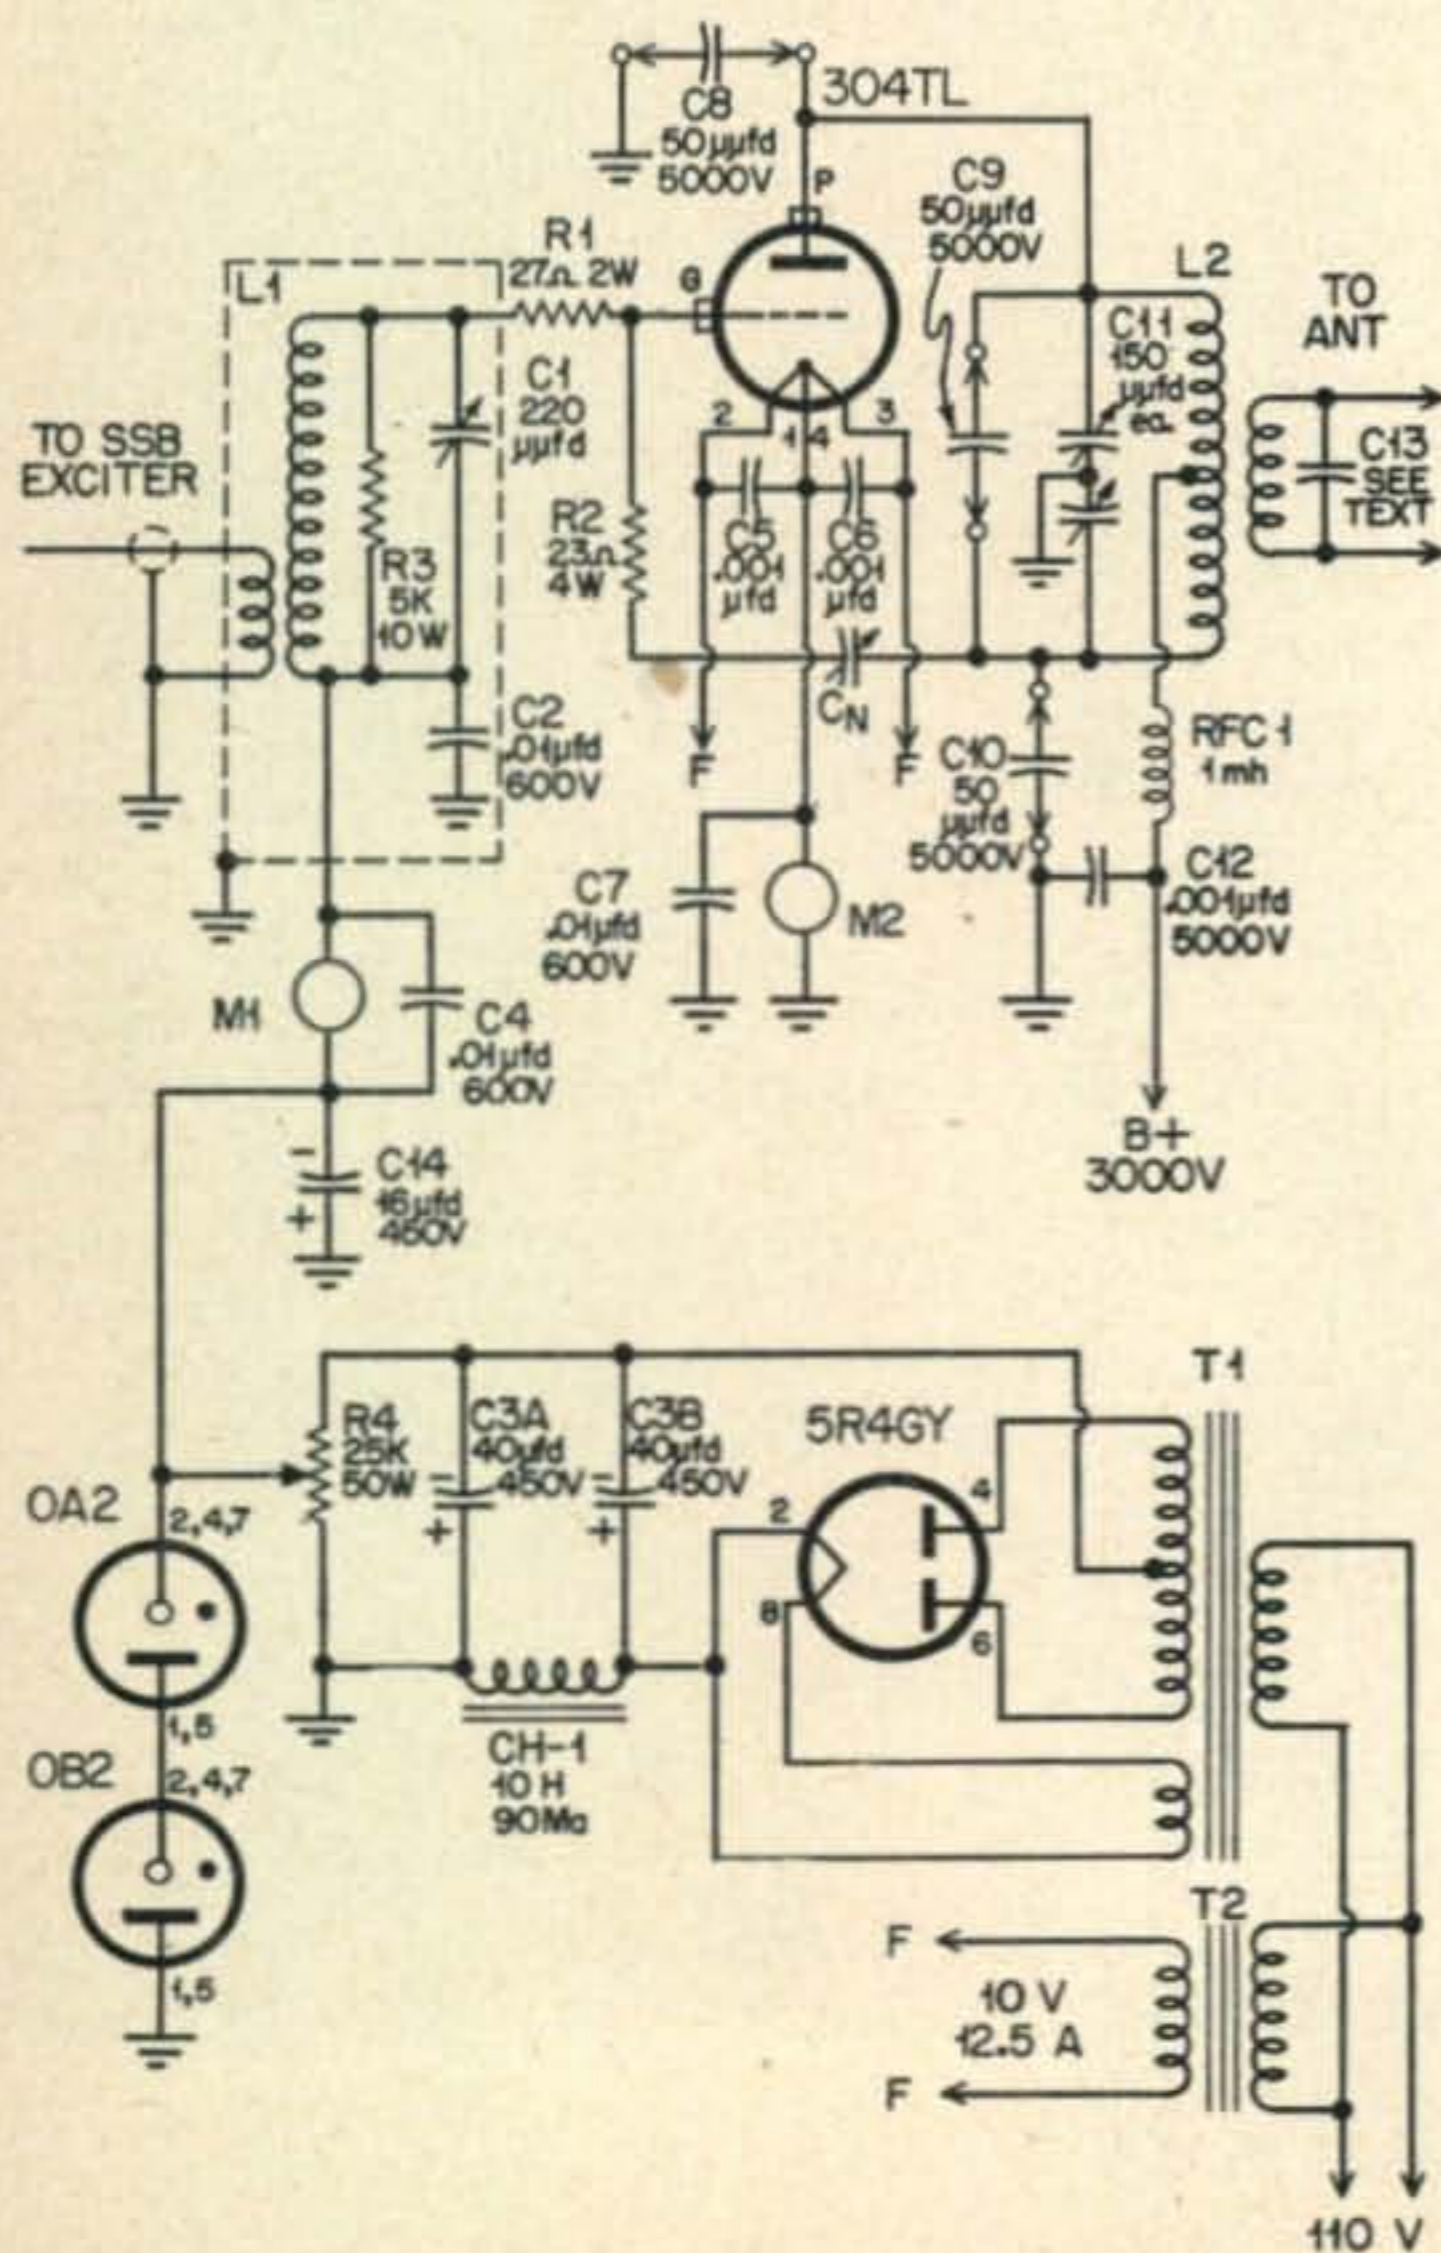 C8
50μμfd
5000V
304TL
P
C9
50μμfd
5000V
L2
TO
ANT
R1
27Ω 2W
G
L1
C11
150
μμfd
ea.
C1
220
μμfd
2
1
4
3
TO SSB
EXCITER
C13
SEE
TEXT
R2
23Ω
4W
C5
.001
μfd
C6
.001
μfd
R3
5K
10W
CN
C2
.01μfd
600V
F
F
C10
50
μμfd
5000V
RFC 1
1mh
C7
.01μfd
600V
M2
C12
.001μfd
5000V
M1
C4
.01μfd
600V
B+
3000V
-
C14
16μfd
450V
+
T1
R4
25K
50W
C3A
40μfd
450V
-
+
C3B
40μfd
450V
-
+
5R4GY
4
2
OA2
2,4,7
8
6
1,5
OB2
2,4,7
CH-1
10 H
90Ma
T2
F
10 V
12.5 A
F
1,5
110 V